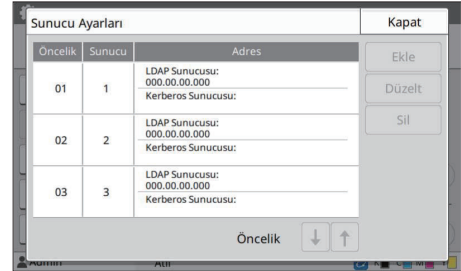 Sunucu Ayarları
Kapat
Öncelik Sunucu Adres
Ekle
Düzelt
Sil
01 1 LDAP Sunucusu:
000.00.00.000
Kerberos Sunucusu:
02 2 LDAP Sunucusu:
000.00.00.000
Kerberos Sunucusu:
03 3 LDAP Sunucusu:
000.00.00.000
Kerberos Sunucusu:
Öncelik ↓ ↑
Admin Atıl K C M Y